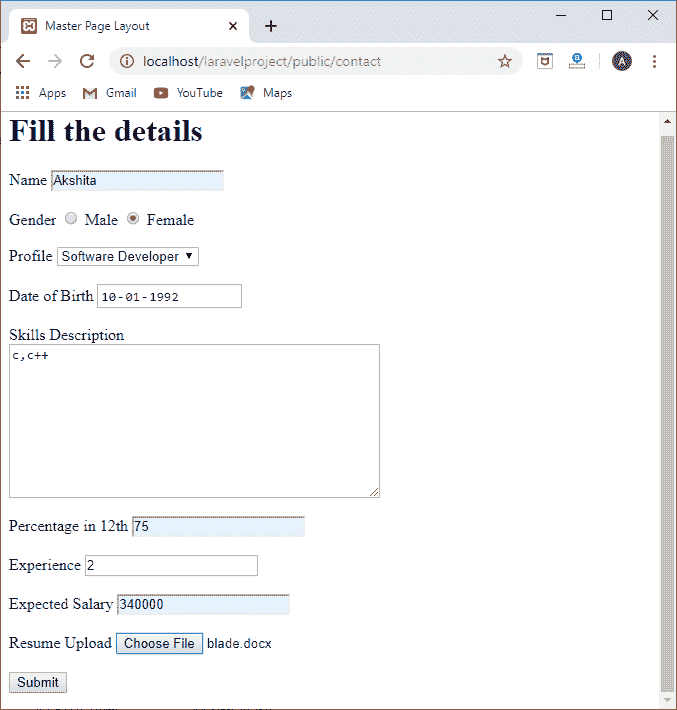 Master Page Layout
localhost/laravelproject/public/contact
Apps Gmail YouTube Maps
Fill the details
Name Akshita
Gender Male Female
Profile Software Developer
Date of Birth 10-01-1992
Skills Description
c,c++
Percentage in 12th 75
Experience 2
Expected Salary 340000
Resume Upload Choose File blade.docx
Submit